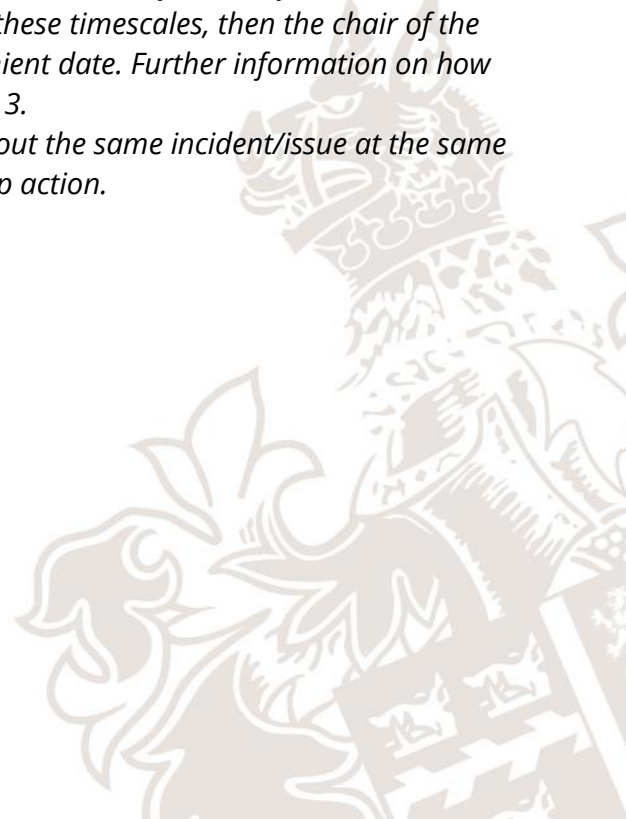 these timescales, then the chair of the
nient date. Further information on how
3.
out the same incident/issue at the same
p action.